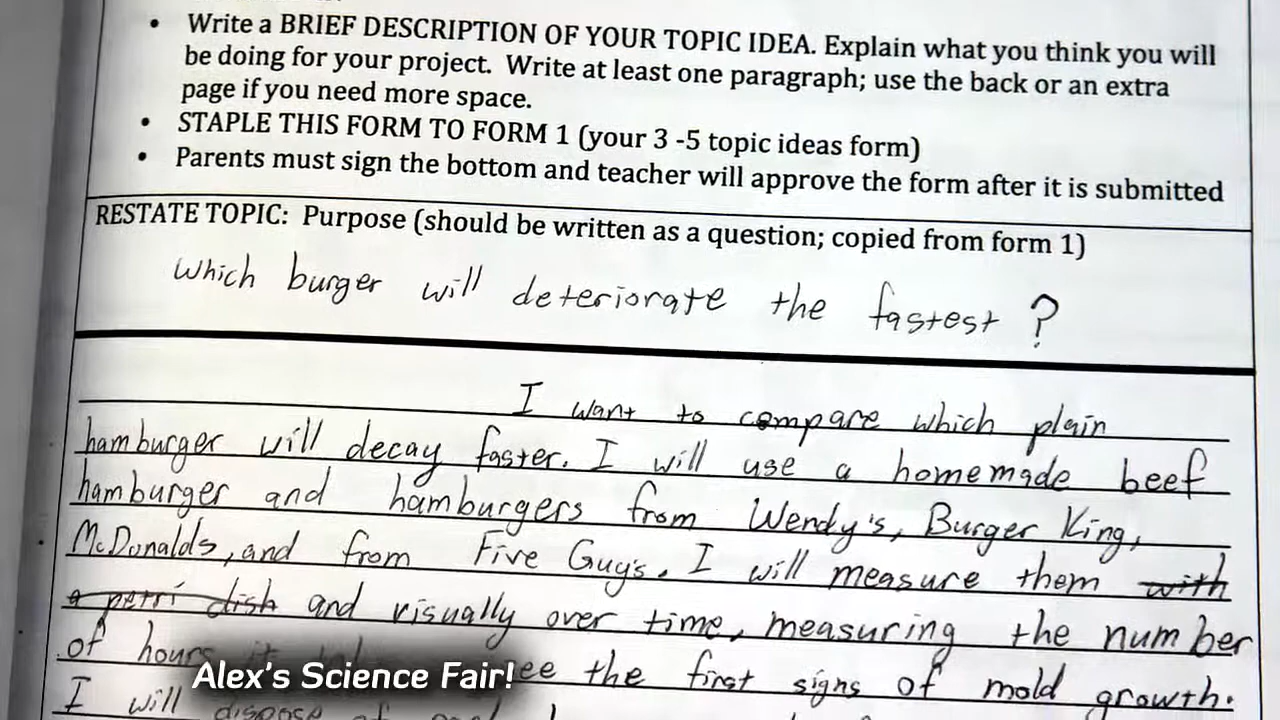 • Write a BRIEF DESCRIPTION OF YOUR TOPIC IDEA. Explain what you think you will
be doing for your project. Write at least one paragraph; use the back or an extra
page if you need more space.
• STAPLE THIS FORM TO FORM 1 (your 3 -5 topic ideas form)
• Parents must sign the bottom and teacher will approve the form after it is submitted
RESTATE TOPIC: Purpose (should be written as a question; copied from form 1)
which burger will deteriorate the fastest ?
I want to compare which plain
hamburger will decay faster. I will use a homemade beef
hamburger and hamburgers from Wendy's, Burger King,
McDonalds, and from Five Guys. I will measure them with
a petri dish and visually over time, measuring the number
of hours see the first signs of mold growth.
I will dispose of
Alex's Science Fair!